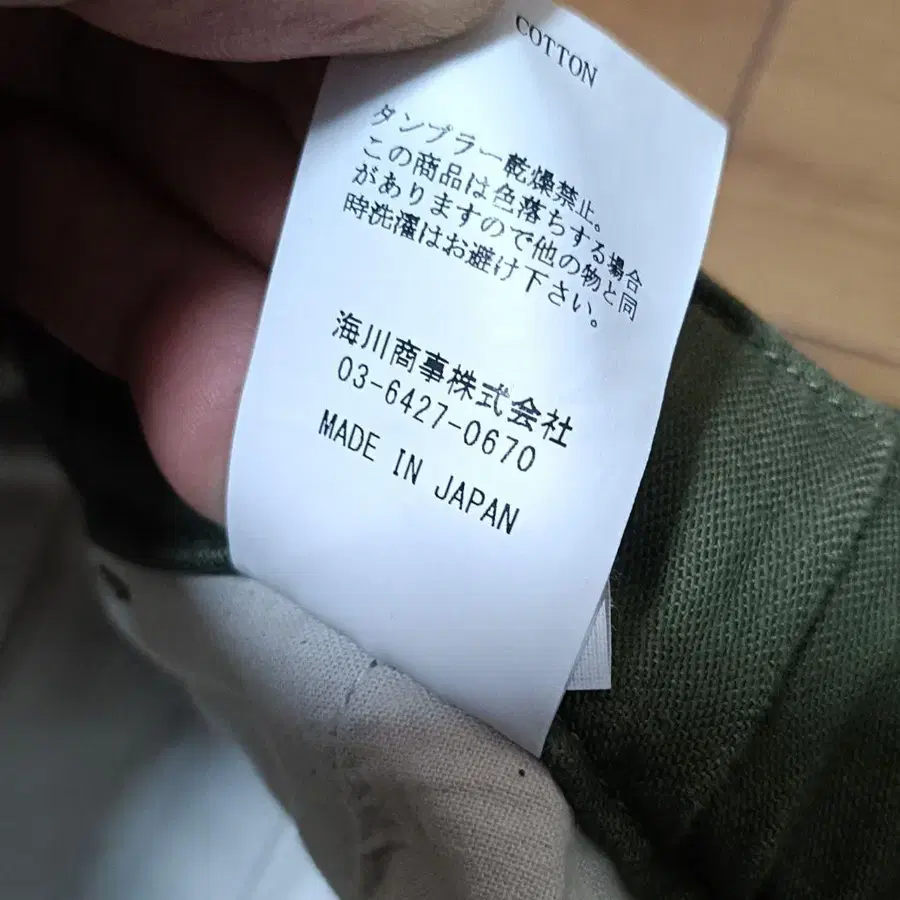 COTTON
タンブラー乾燥禁止。
この商品は色落ちする場合
がありますので他の物と同
時洗濯はお避け下さい。
海川商事株式会社
03-6427-0670
MADE IN JAPAN